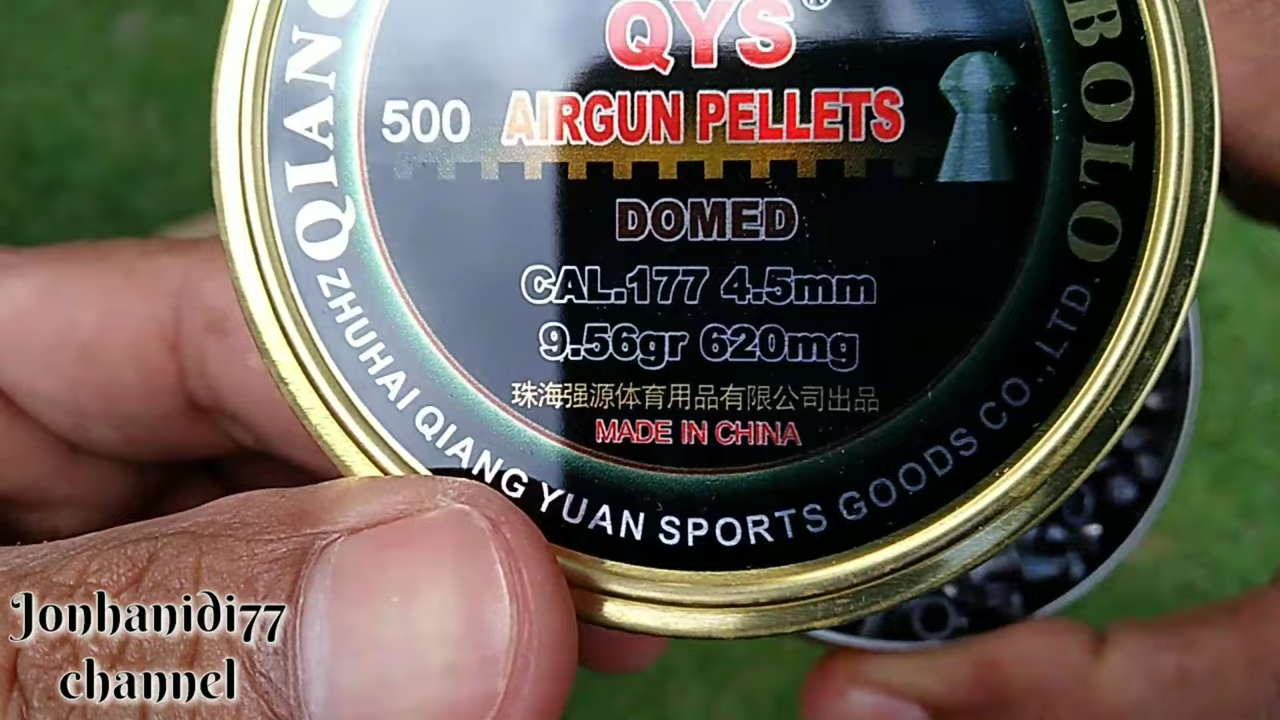 QYS®
500 AIRGUN PELLETS
DOMED
CAL.177 4.5mm
9.56gr 620mg
珠海强源体育用品有限公司出品
MADE IN CHINA
BOLO
ZHUHAI QIANG YUAN SPORTS GOODS CO.,LTD.
Jonhanidi77
channel